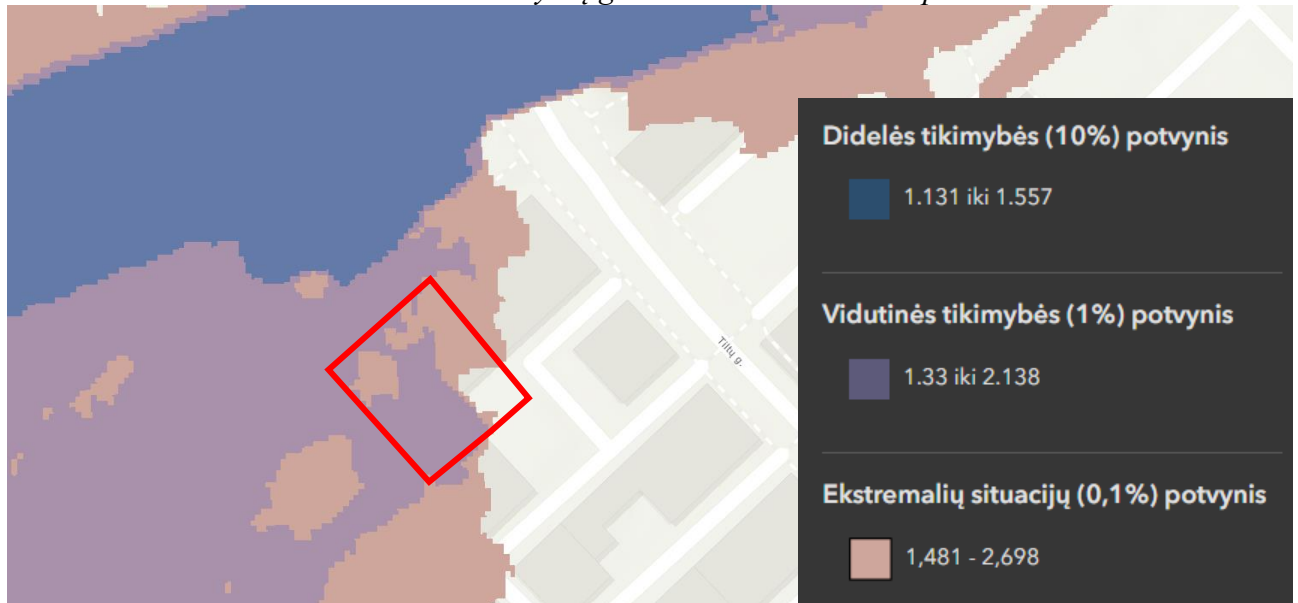 Didelės tikimybės (10%) potvynis
1.131 iki 1.557
Tiltų g.
Vidutinės tikimybės (1%) potvynis
1.33 iki 2.138
Ekstremalių situacijų (0,1%) potvynis
1,481 - 2,698